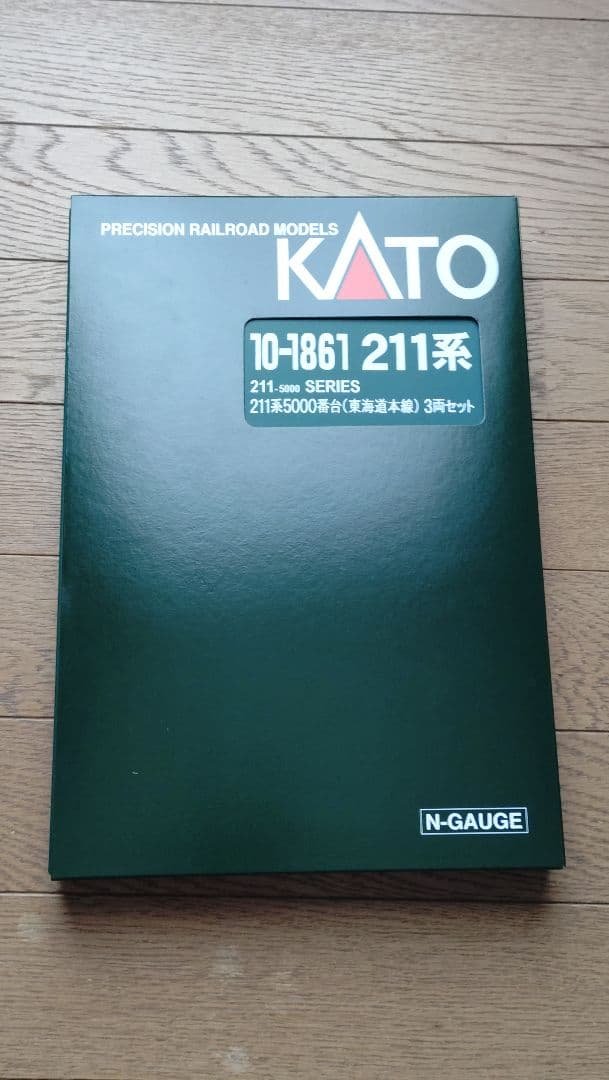 PRECISION RAILROAD MODELS
KATO
10-1861 211系
211-5000 SERIES
211系5000番台(東海道本線) 3両セット
N-GAUGE